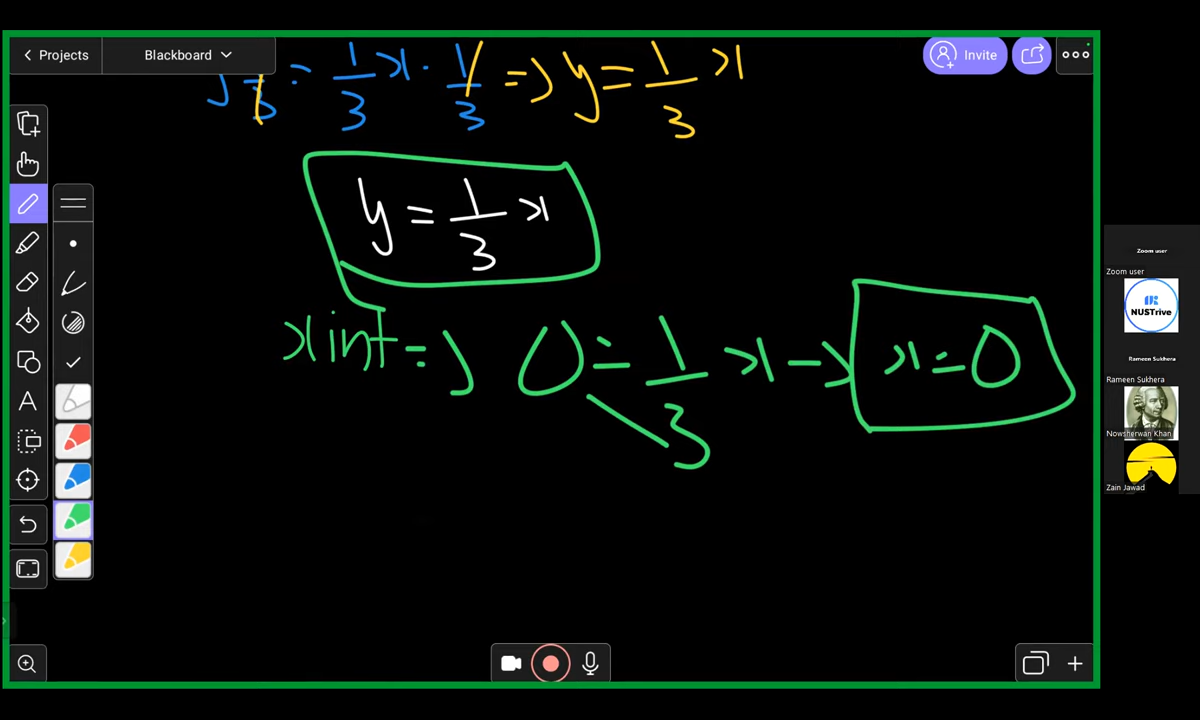 Projects
Blackboard
Invite
1/3 x - 1/3 => y = 1/3 x
y = 1/3 x
x int => 0 = 1/3 x -> x = 0
A
Zoom user
Zoom user
NUSTrive
Rameen Sukhera
Rameen Sukhera
Nowsherwan Khan
Zain Jawad